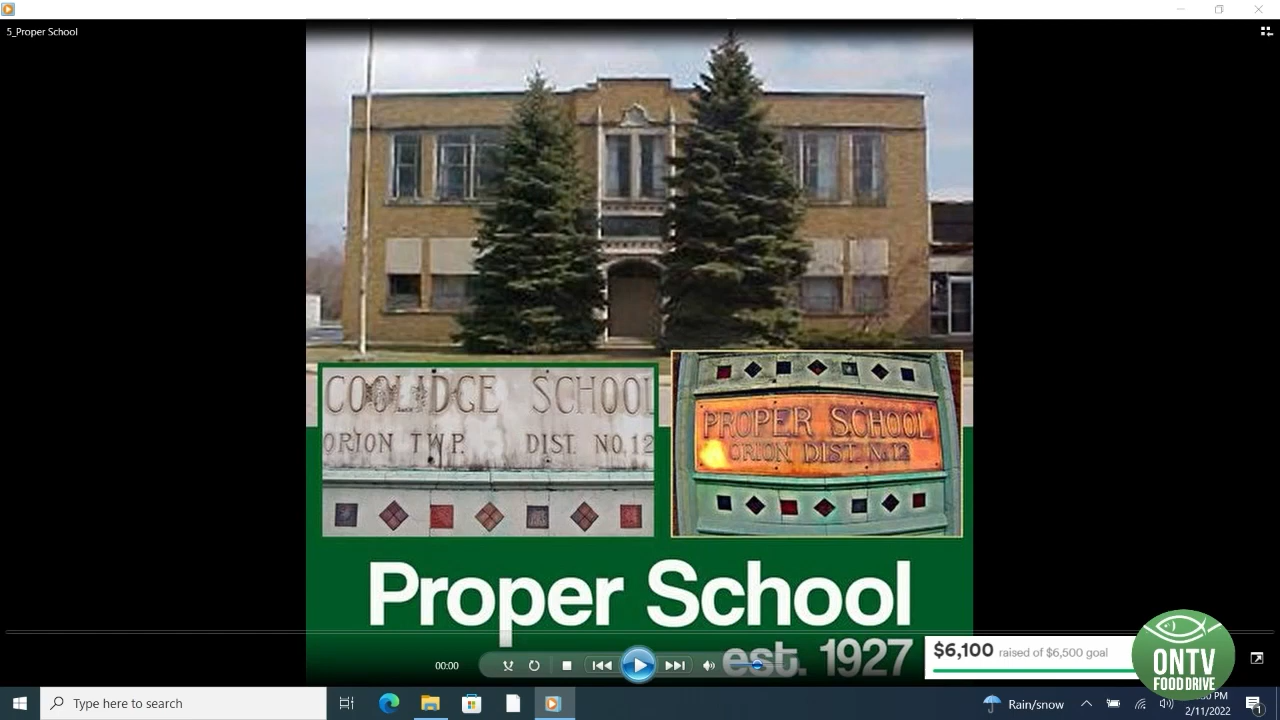 5_Proper School
COOLIDGE SCHOOL
ORION TWP. DIST. NO. 12
PROPER SCHOOL
ORION DIST. No. 12
Proper School
est. 1927
00:00
$6,100 raised of $6,500 goal
ONTV
FOOD DRIVE
Type here to search
Rain/snow
2/11/2022
1